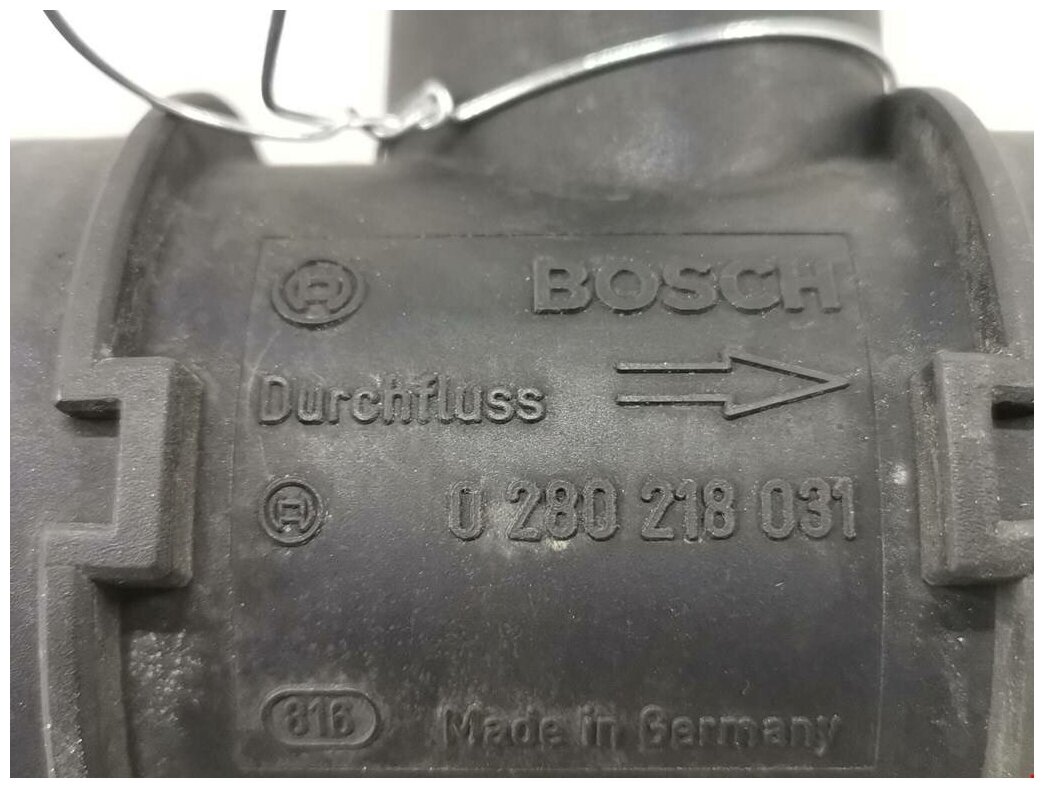 BOSCH
Durchfluss
0 280 218 031
816 Made in Germany